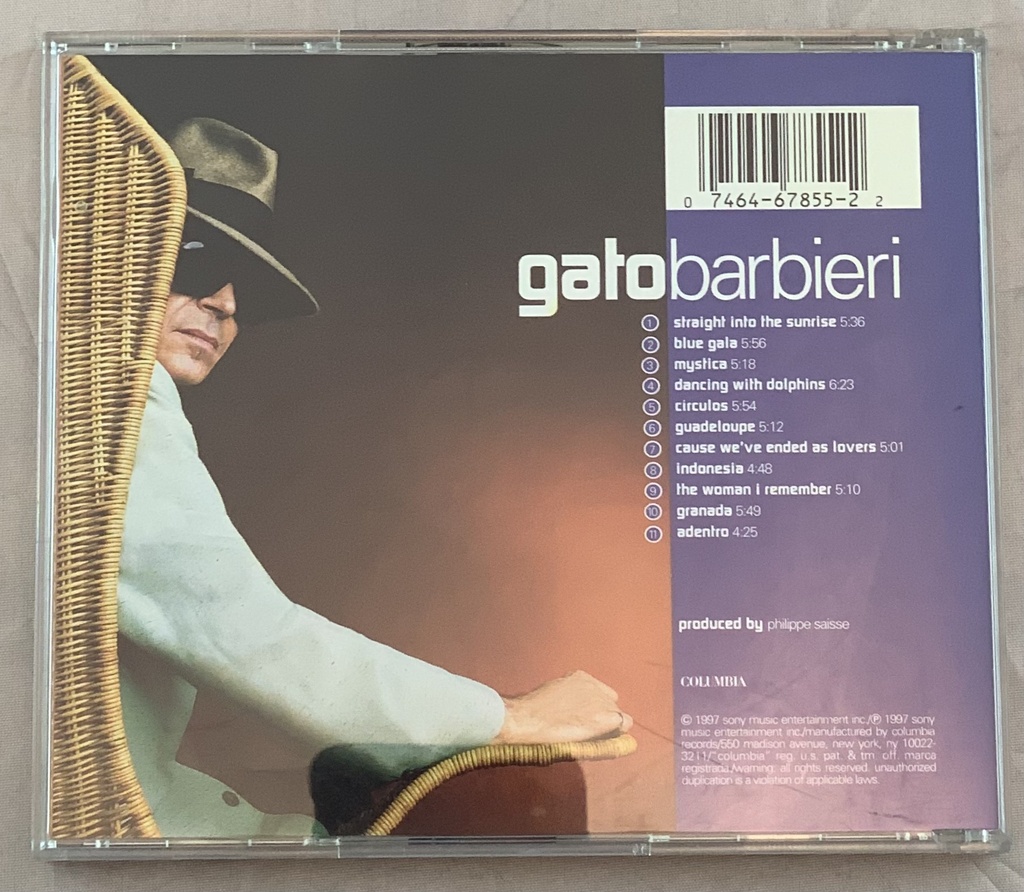 0 7464-67855-2 2
gatobarbieri
1 straight into the sunrise 5:36
2 blue gala 5:56
3 mystica 5:18
4 dancing with dolphins 6:23
5 circulos 5:54
6 guadeloupe 5:12
7 cause we've ended as lovers 5:01
8 indonesia 4:48
9 the woman i remember 5:10
10 granada 5:49
11 adentro 4:25
produced by philippe saisse
COLUMBIA
© 1997 sony music entertainment inc./℗ 1997 sony
music entertainment inc./manufactured by columbia
records/550 madison avenue, new york, ny 10022-
3211/"columbia" reg. u.s. pat. & tm. off. marca
registrada./warning: all rights reserved. unauthorized
duplication is a violation of applicable laws.